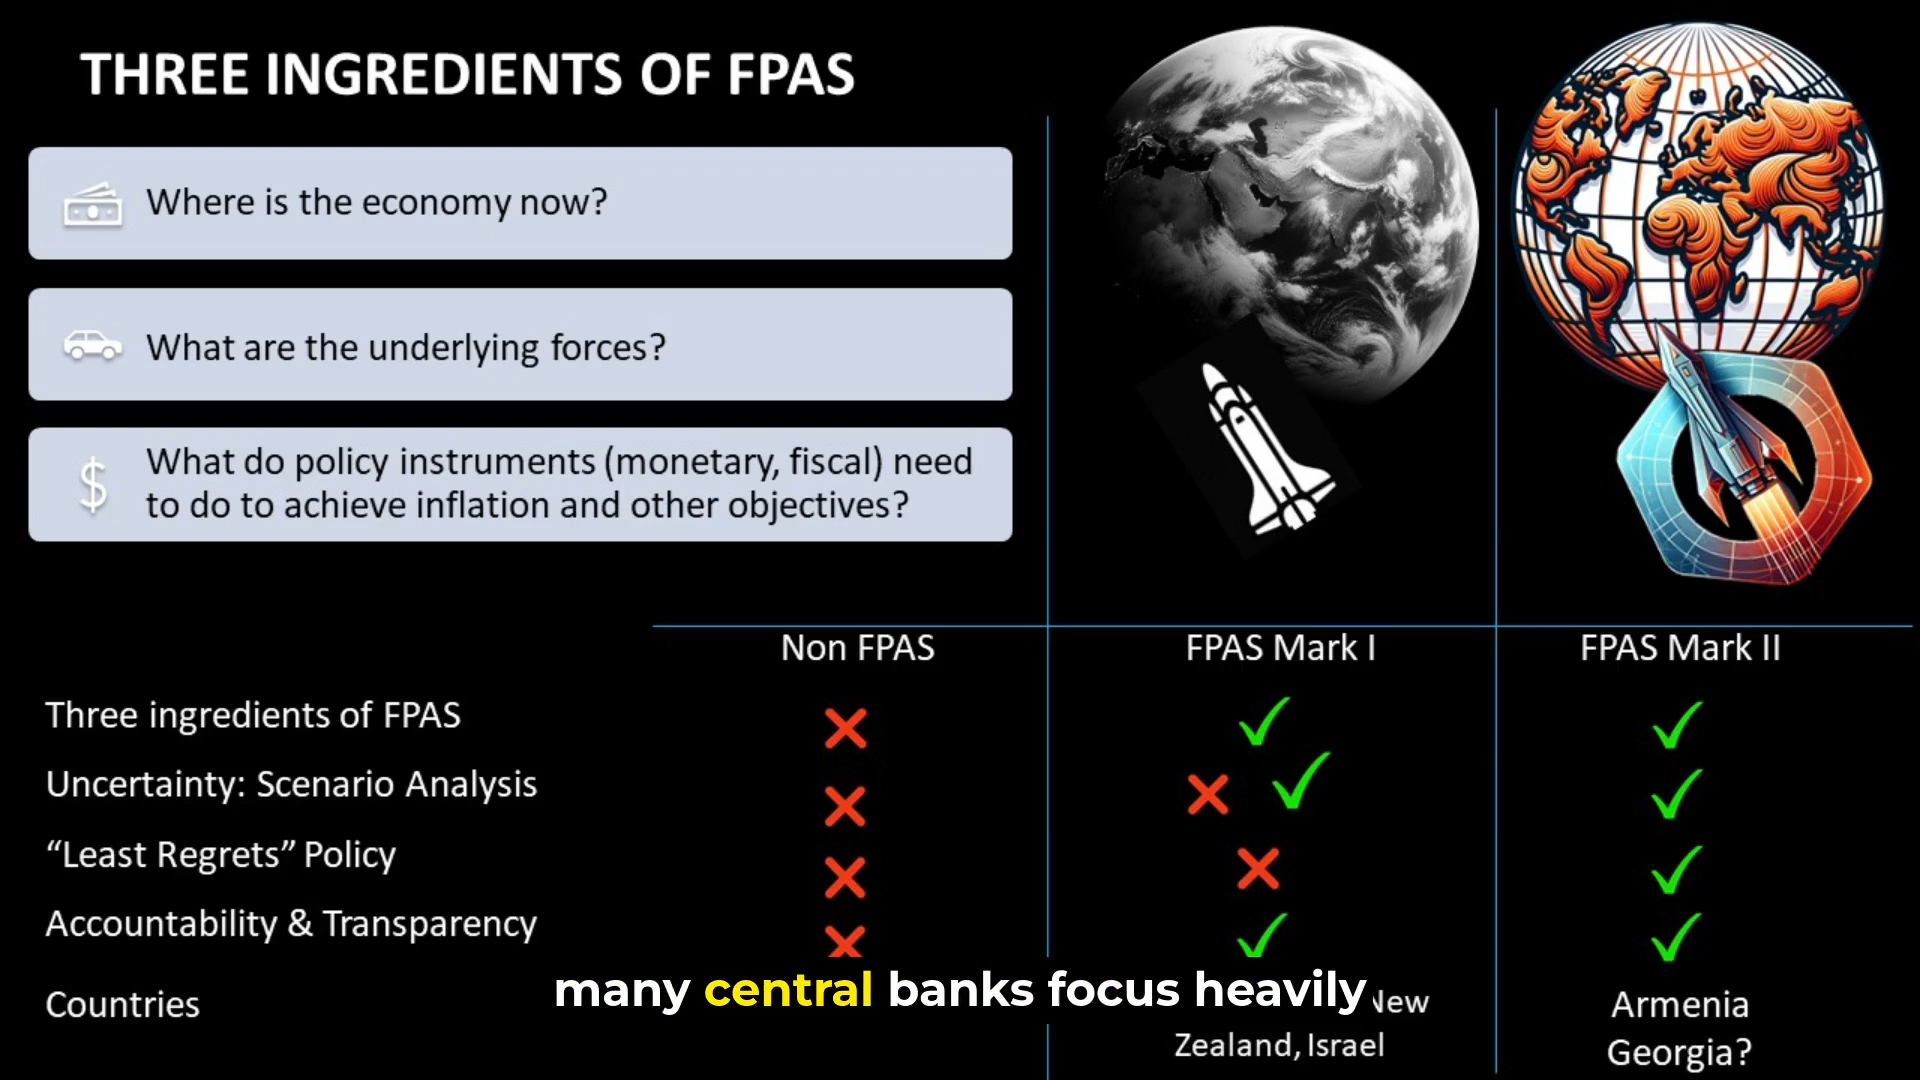 THREE INGREDIENTS OF FPAS
Where is the economy now?
What are the underlying forces?
$ What do policy instruments (monetary, fiscal) need
to do to achieve inflation and other objectives?
Non FPAS FPAS Mark I FPAS Mark II
Three ingredients of FPAS
Uncertainty: Scenario Analysis
“Least Regrets” Policy
Accountability & Transparency
many central banks focus heavily
Countries New Armenia
Zealand, Israel Georgia?